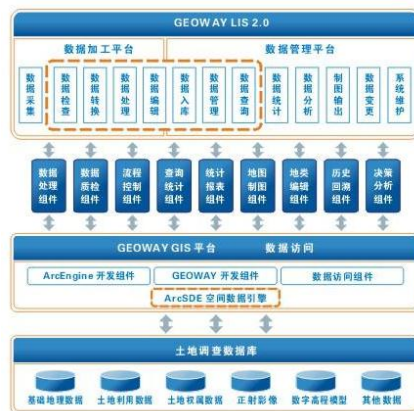 GEOWAY LIS 2.0
数据加工平台 数据管理平台
数据采集 数据检查 数据转换 数据处理 数据编辑 数据入库 数据管理 数据查询 数据统计 数据分析 制图输出 数据变更 系统维护
数据处理组件 数据质检组件 流程控制组件 查询统计组件 统计报表组件 地图制图组件 地类编辑组件 历史回溯组件 决策分析组件
GEOWAY GIS 平台 数据访问
ArcEngine 开发组件 GEOWAY 开发组件 数据访问组件
ArcSDE 空间数据引擎
土地调查数据库
基础地理数据 土地利用数据 土地权属数据 正射影像 数字高程模型 其他数据